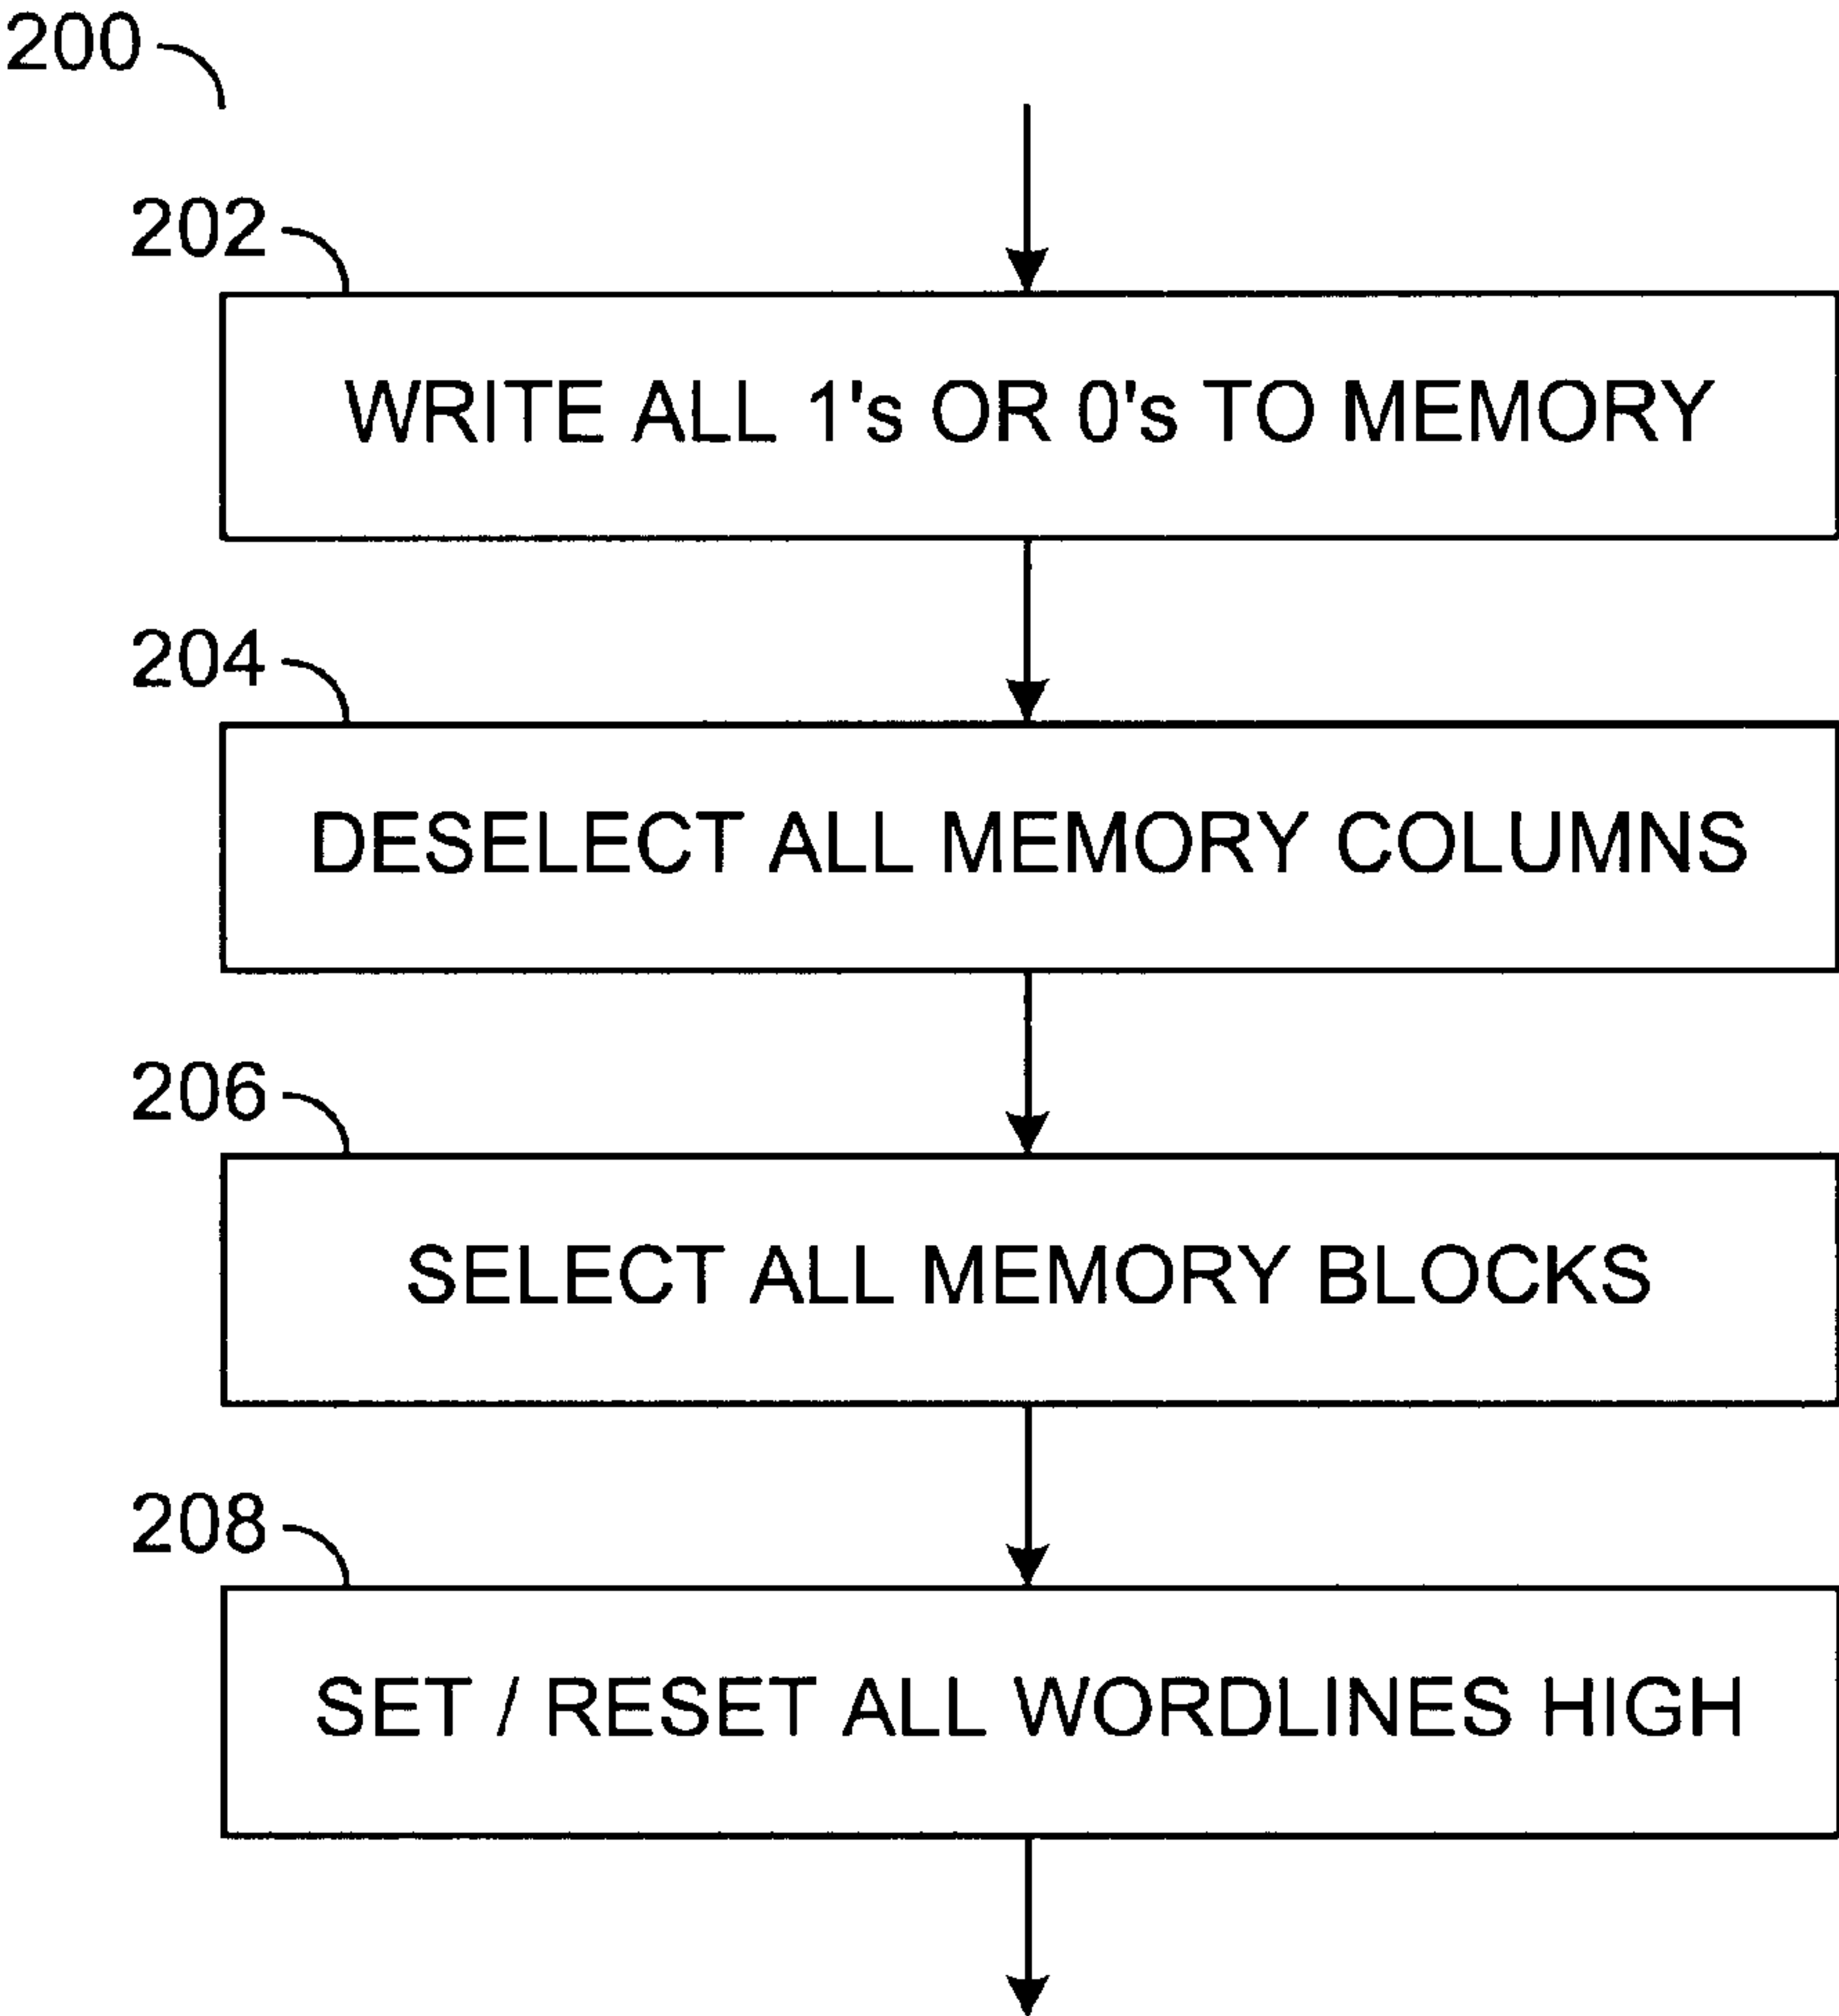 200
202
WRITE ALL 1's OR 0's TO MEMORY
204
DESELECT ALL MEMORY COLUMNS
206
SELECT ALL MEMORY BLOCKS
208
SET / RESET ALL WORDLINES HIGH